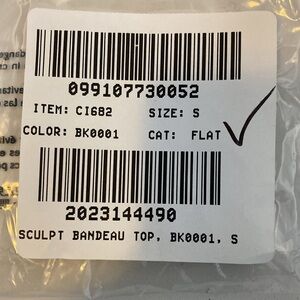 099107730052
ITEM: CI682 SIZE: S
COLOR: BK0001 CAT: FLAT
2023144490
SCULPT BANDEAU TOP, BK0001, S